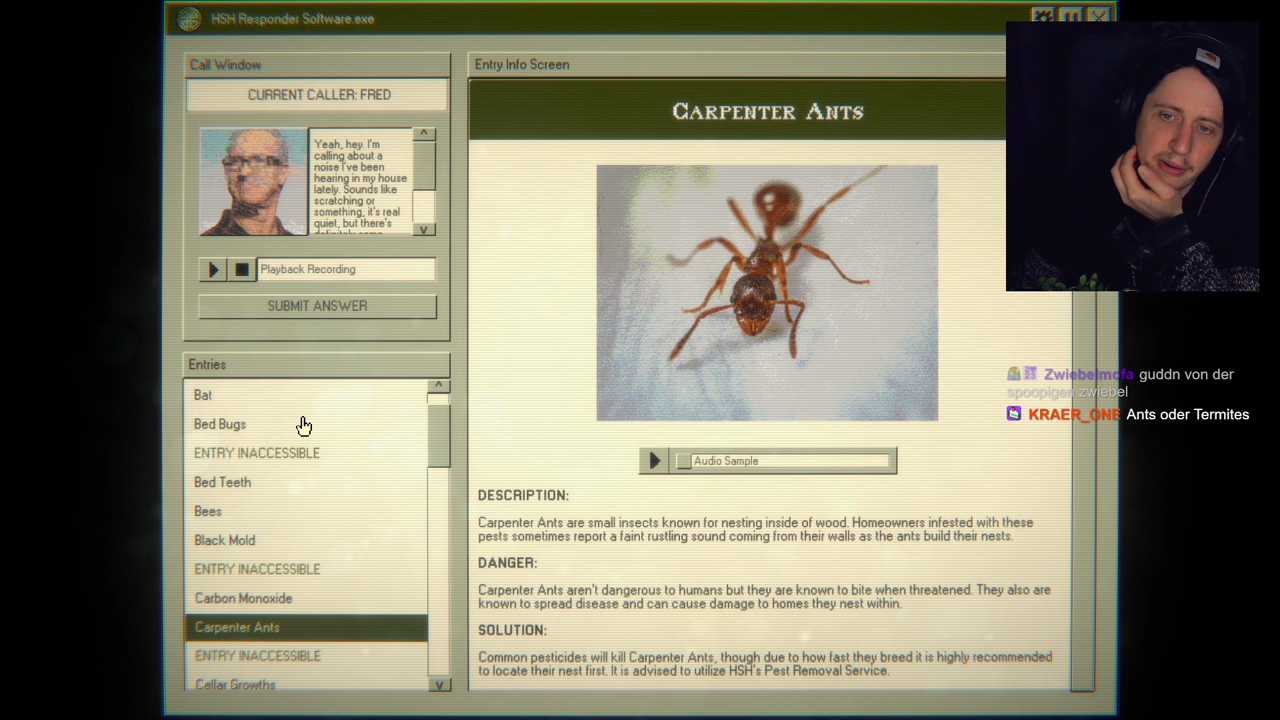 HSH Responder Software.exe
Call Window
CURRENT CALLER: FRED
Yeah, hey. I'm
calling about a
noise I've been
hearing in my house
lately. Sounds like
scratching or
something, it's real
quiet, but there's
definitely some
Playback Recording
SUBMIT ANSWER
Entries
Bat
Bed Bugs
ENTRY INACCESSIBLE
Bed Teeth
Bees
Black Mold
ENTRY INACCESSIBLE
Carbon Monoxide
Carpenter Ants
ENTRY INACCESSIBLE
Cellar Growths
Entry Info Screen
CARPENTER ANTS
Audio Sample
DESCRIPTION:
Carpenter Ants are small insects known for nesting inside of wood. Homeowners infested with these
pests sometimes report a faint rustling sound coming from their walls as the ants build their nests.
DANGER:
Carpenter Ants aren't dangerous to humans but they are known to bite when threatened. They also are
known to spread disease and can cause damage to homes they nest within.
SOLUTION:
Common pesticides will kill Carpenter Ants, though due to how fast they breed it is highly recommended
to locate their nest first. It is advised to utilize HSH's Pest Removal Service.
Zwiebelmofa guddn von der
spoopigen zwiebel
KRAER_ONE Ants oder Termites